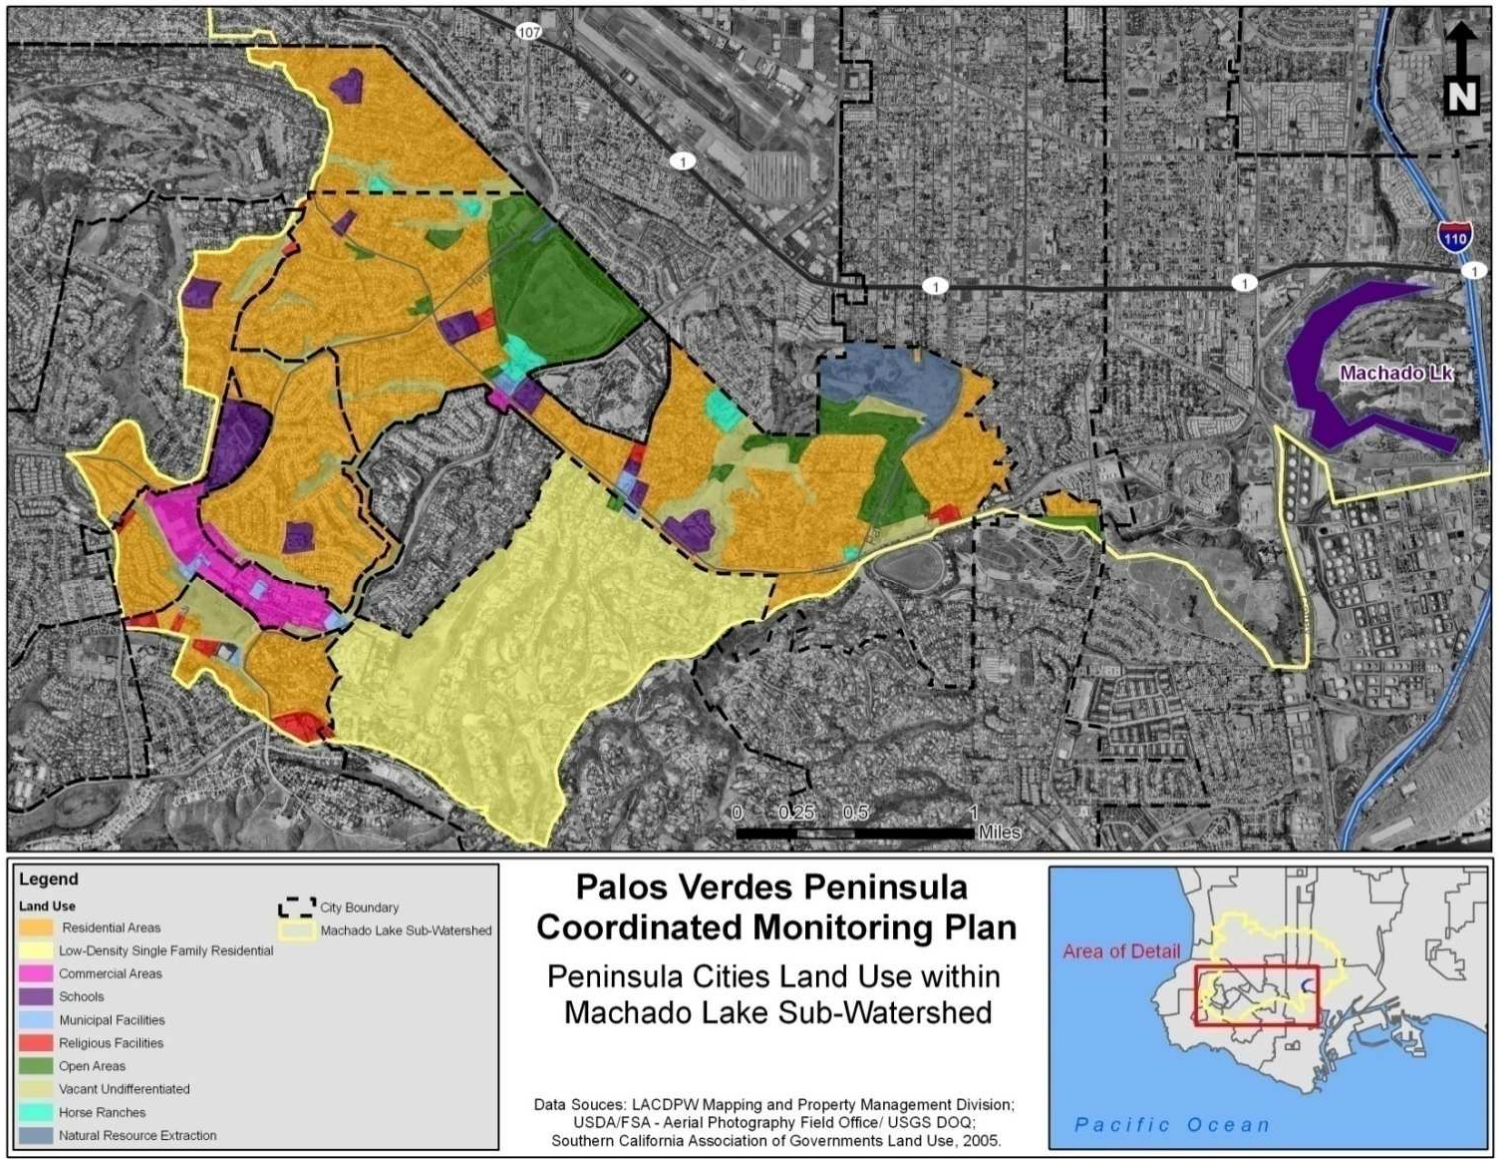 107
N
1
110
1
1
1
Machado Lk
0 0.25 0.5 1
Miles
Legend
Land Use
Residential Areas
Low-Density Single Family Residential
Commercial Areas
Schools
Municipal Facilities
Religious Facilities
Open Areas
Vacant Undifferentiated
Horse Ranches
Natural Resource Extraction
City Boundary
Machado Lake Sub-Watershed
Palos Verdes Peninsula
Coordinated Monitoring Plan
Peninsula Cities Land Use within
Machado Lake Sub-Watershed
Data Souces: LACDPW Mapping and Property Management Division;
USDA/FSA - Aerial Photography Field Office/ USGS DOQ;
Southern California Association of Governments Land Use, 2005.
Area of Detail
Pacific Ocean